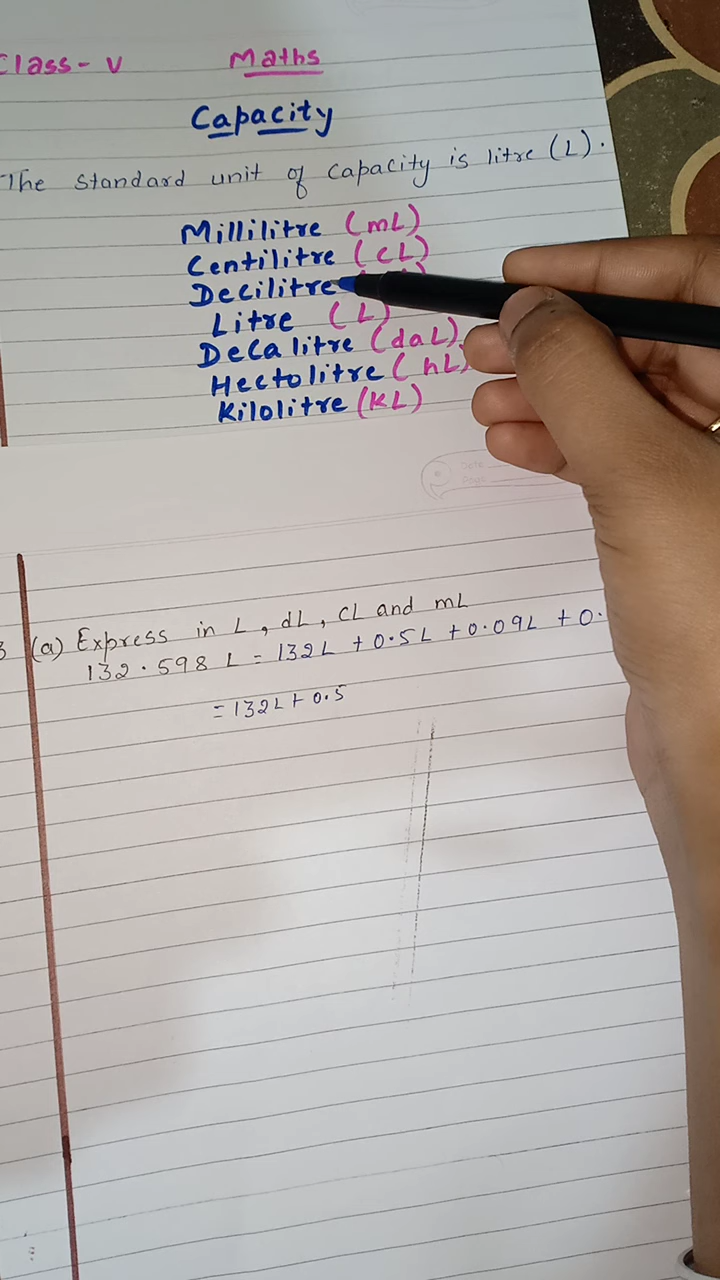 Class - V Maths
Capacity
The standard unit of capacity is litre (L).
Millilitre (mL)
Centilitre (cL)
Decilitre
Litre (L)
Decalitre (daL)
Hectolitre (hL)
Kilolitre (KL)
(a) Express in L, dL, cL and mL
132.598 L = 132L + 0.5L + 0.09L + 0.
= 132L + 0.5